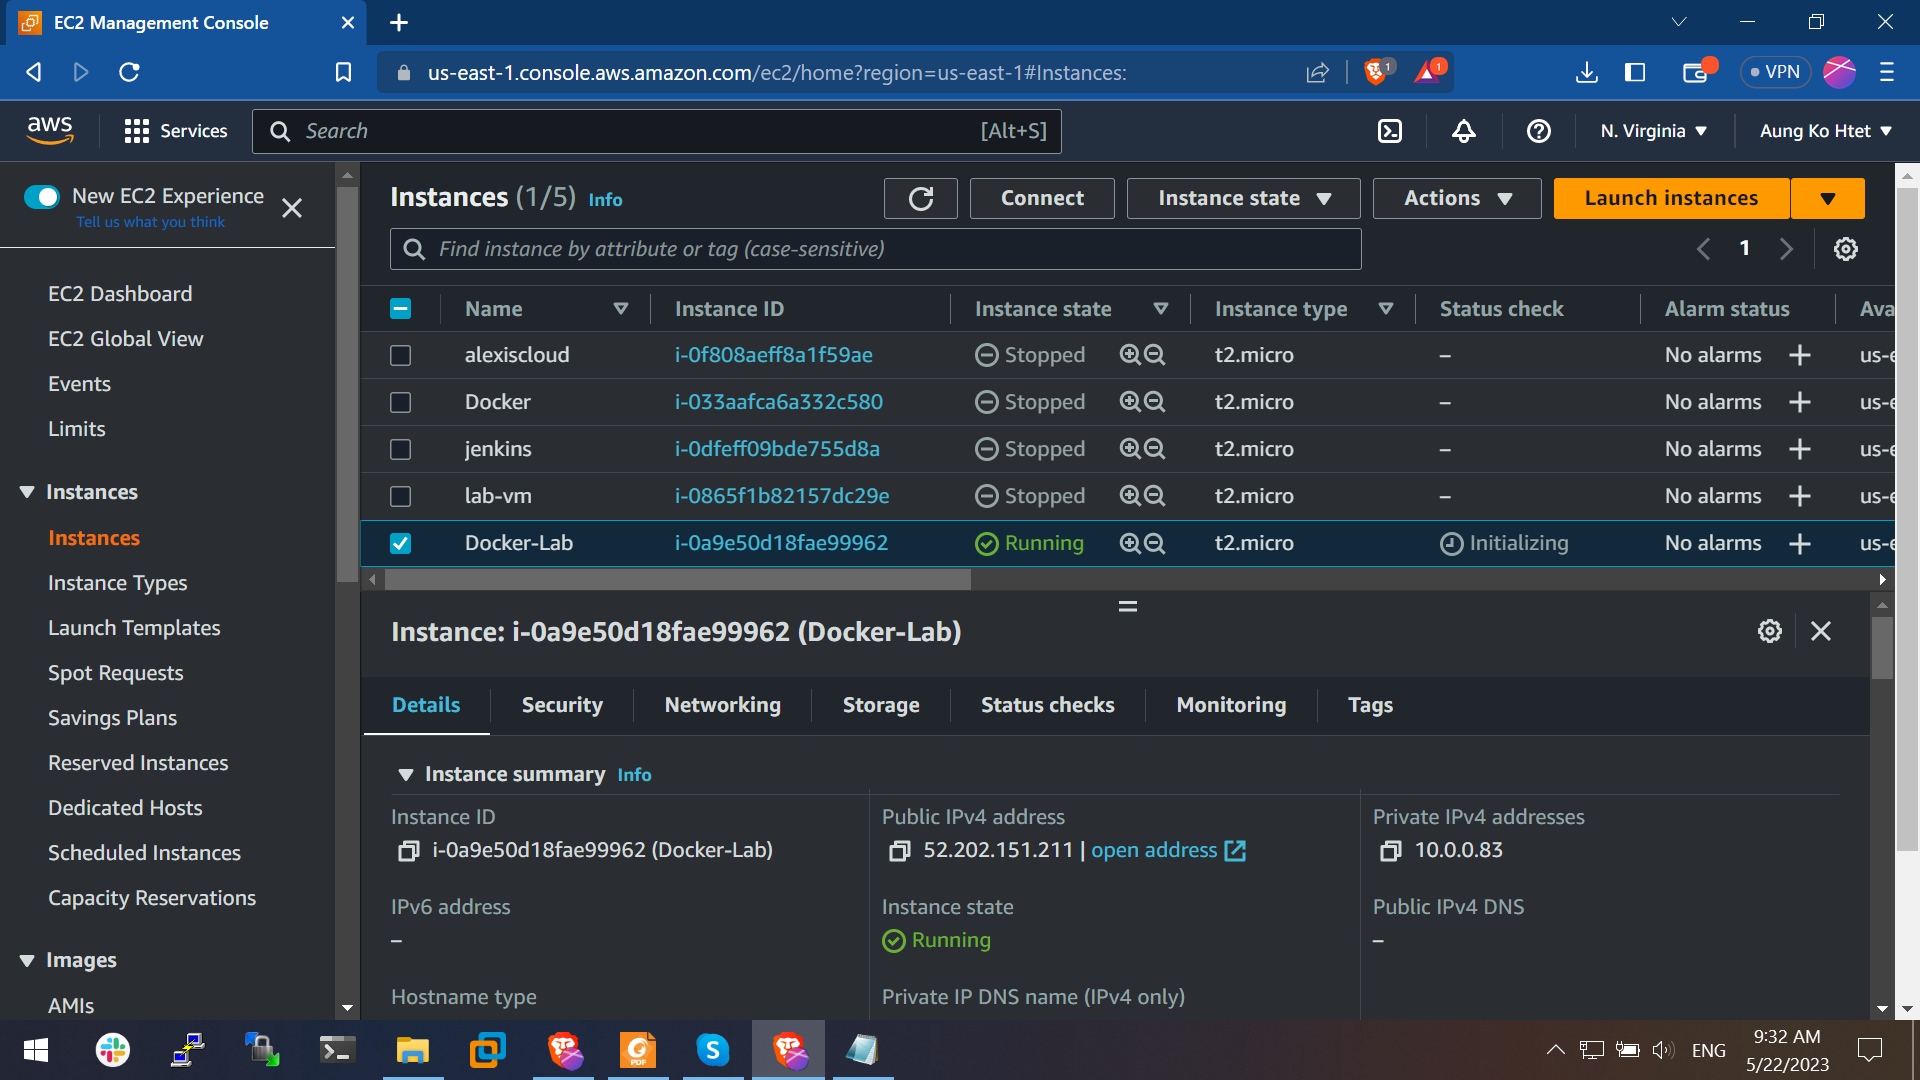 EC2 Management Console
us-east-1.console.aws.amazon.com/ec2/home?region=us-east-1#Instances:
1
1
VPN
aws
Services
Search
[Alt+S]
N. Virginia
Aung Ko Htet
New EC2 Experience
Tell us what you think
EC2 Dashboard
EC2 Global View
Events
Limits
Instances
Instances
Instance Types
Launch Templates
Spot Requests
Savings Plans
Reserved Instances
Dedicated Hosts
Scheduled Instances
Capacity Reservations
Images
AMIs
Instances (1/5) Info
Connect
Instance state
Actions
Launch instances
Find instance by attribute or tag (case-sensitive)
1
Name Instance ID Instance state Instance type Status check Alarm status Ava
alexiscloud i-0f808aeff8a1f59ae Stopped t2.micro – No alarms + us-e
Docker i-033aafca6a332c580 Stopped t2.micro – No alarms + us-e
jenkins i-0dfeff09bde755d8a Stopped t2.micro – No alarms + us-e
lab-vm i-0865f1b82157dc29e Stopped t2.micro – No alarms + us-e
Docker-Lab i-0a9e50d18fae99962 Running t2.micro Initializing No alarms + us-e
Instance: i-0a9e50d18fae99962 (Docker-Lab)
Details Security Networking Storage Status checks Monitoring Tags
Instance summary Info
Instance ID
i-0a9e50d18fae99962 (Docker-Lab)
Public IPv4 address
52.202.151.211 | open address
Private IPv4 addresses
10.0.0.83
IPv6 address
–
Instance state
Running
Public IPv4 DNS
–
Hostname type
Private IP DNS name (IPv4 only)
PDF
S
ENG
9:32 AM
5/22/2023